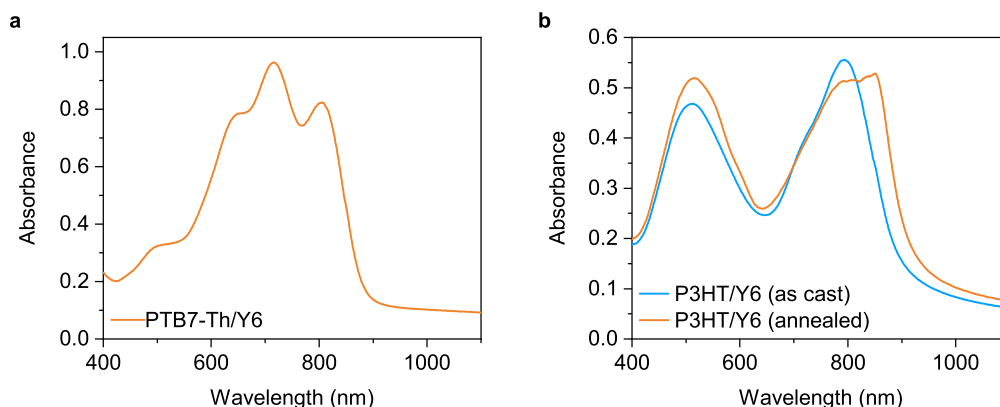 a
Absorbance
1.0
0.8
0.6
0.4
0.2
0.0
PTB7-Th/Y6
400
600
800
1000
Wavelength (nm)
b
Absorbance
0.6
0.5
0.4
0.3
0.2
0.1
0.0
P3HT/Y6 (as cast)
P3HT/Y6 (annealed)
400
600
800
1000
Wavelength (nm)